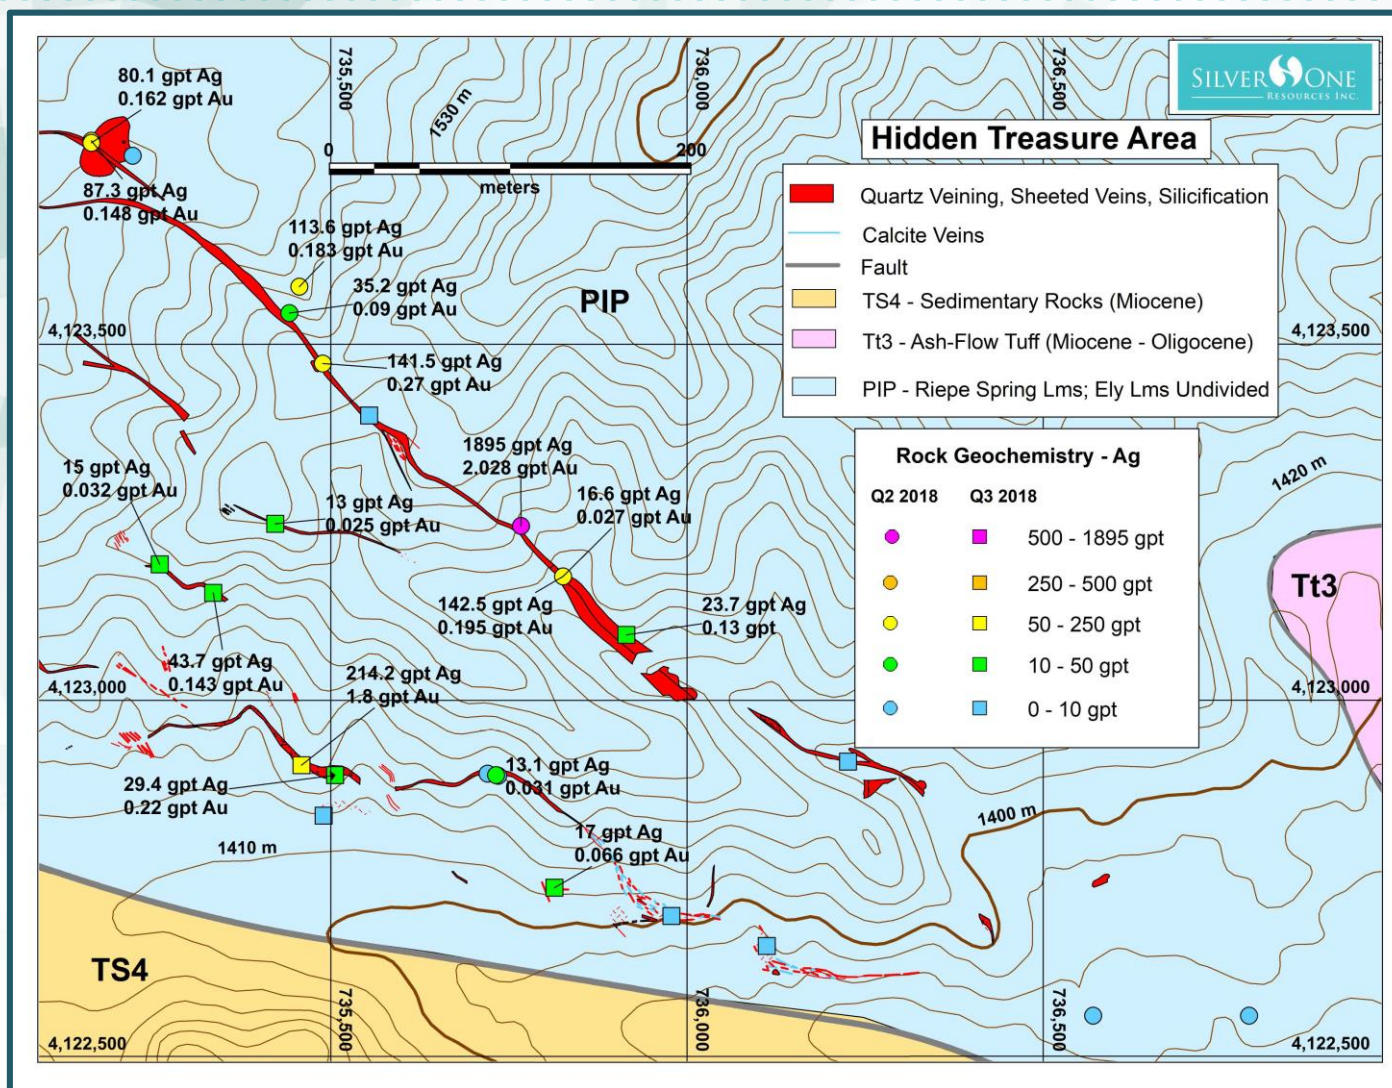 80.1 gpt Ag
0.162 gpt Au
87.3 gpt Ag
0.148 gpt Au
735,500
1530 m
736,000
736,500
SILVER ONE
RESOURCES INC.
0
200
meters
Hidden Treasure Area
Quartz Veining, Sheeted Veins, Silicification
Calcite Veins
Fault
TS4 - Sedimentary Rocks (Miocene)
Tt3 - Ash-Flow Tuff (Miocene - Oligocene)
PIP - Riepe Spring Lms; Ely Lms Undivided
113.6 gpt Ag
0.183 gpt Au
35.2 gpt Ag
0.09 gpt Au
PIP
4,123,500
4,123,500
141.5 gpt Ag
0.27 gpt Au
1895 gpt Ag
2.028 gpt Au
15 gpt Ag
0.032 gpt Au
13 gpt Ag
0.025 gpt Au
16.6 gpt Ag
0.027 gpt Au
Rock Geochemistry - Ag
Q2 2018 Q3 2018
500 - 1895 gpt
250 - 500 gpt
50 - 250 gpt
10 - 50 gpt
0 - 10 gpt
1420 m
Tt3
142.5 gpt Ag
0.195 gpt Au
23.7 gpt Ag
0.13 gpt
43.7 gpt Ag
0.143 gpt Au
214.2 gpt Ag
1.8 gpt Au
4,123,000
4,123,000
29.4 gpt Ag
0.22 gpt Au
13.1 gpt Ag
0.031 gpt Au
1400 m
17 gpt Ag
0.066 gpt Au
1410 m
TS4
735,500
736,000
736,500
4,122,500
4,122,500